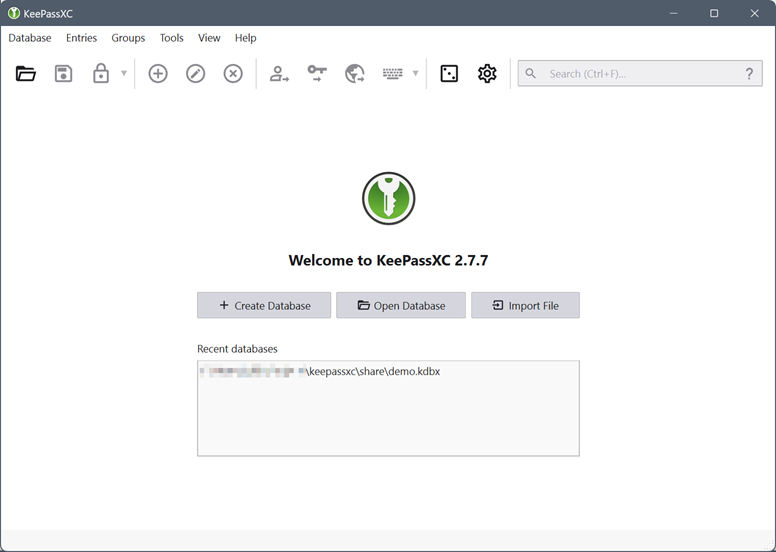 KeePassXC
Database Entries Groups Tools View Help
Search (Ctrl+F)... ?
Welcome to KeePassXC 2.7.7
Create Database Open Database Import File
Recent databases
\keepassxc\share\demo.kdbx